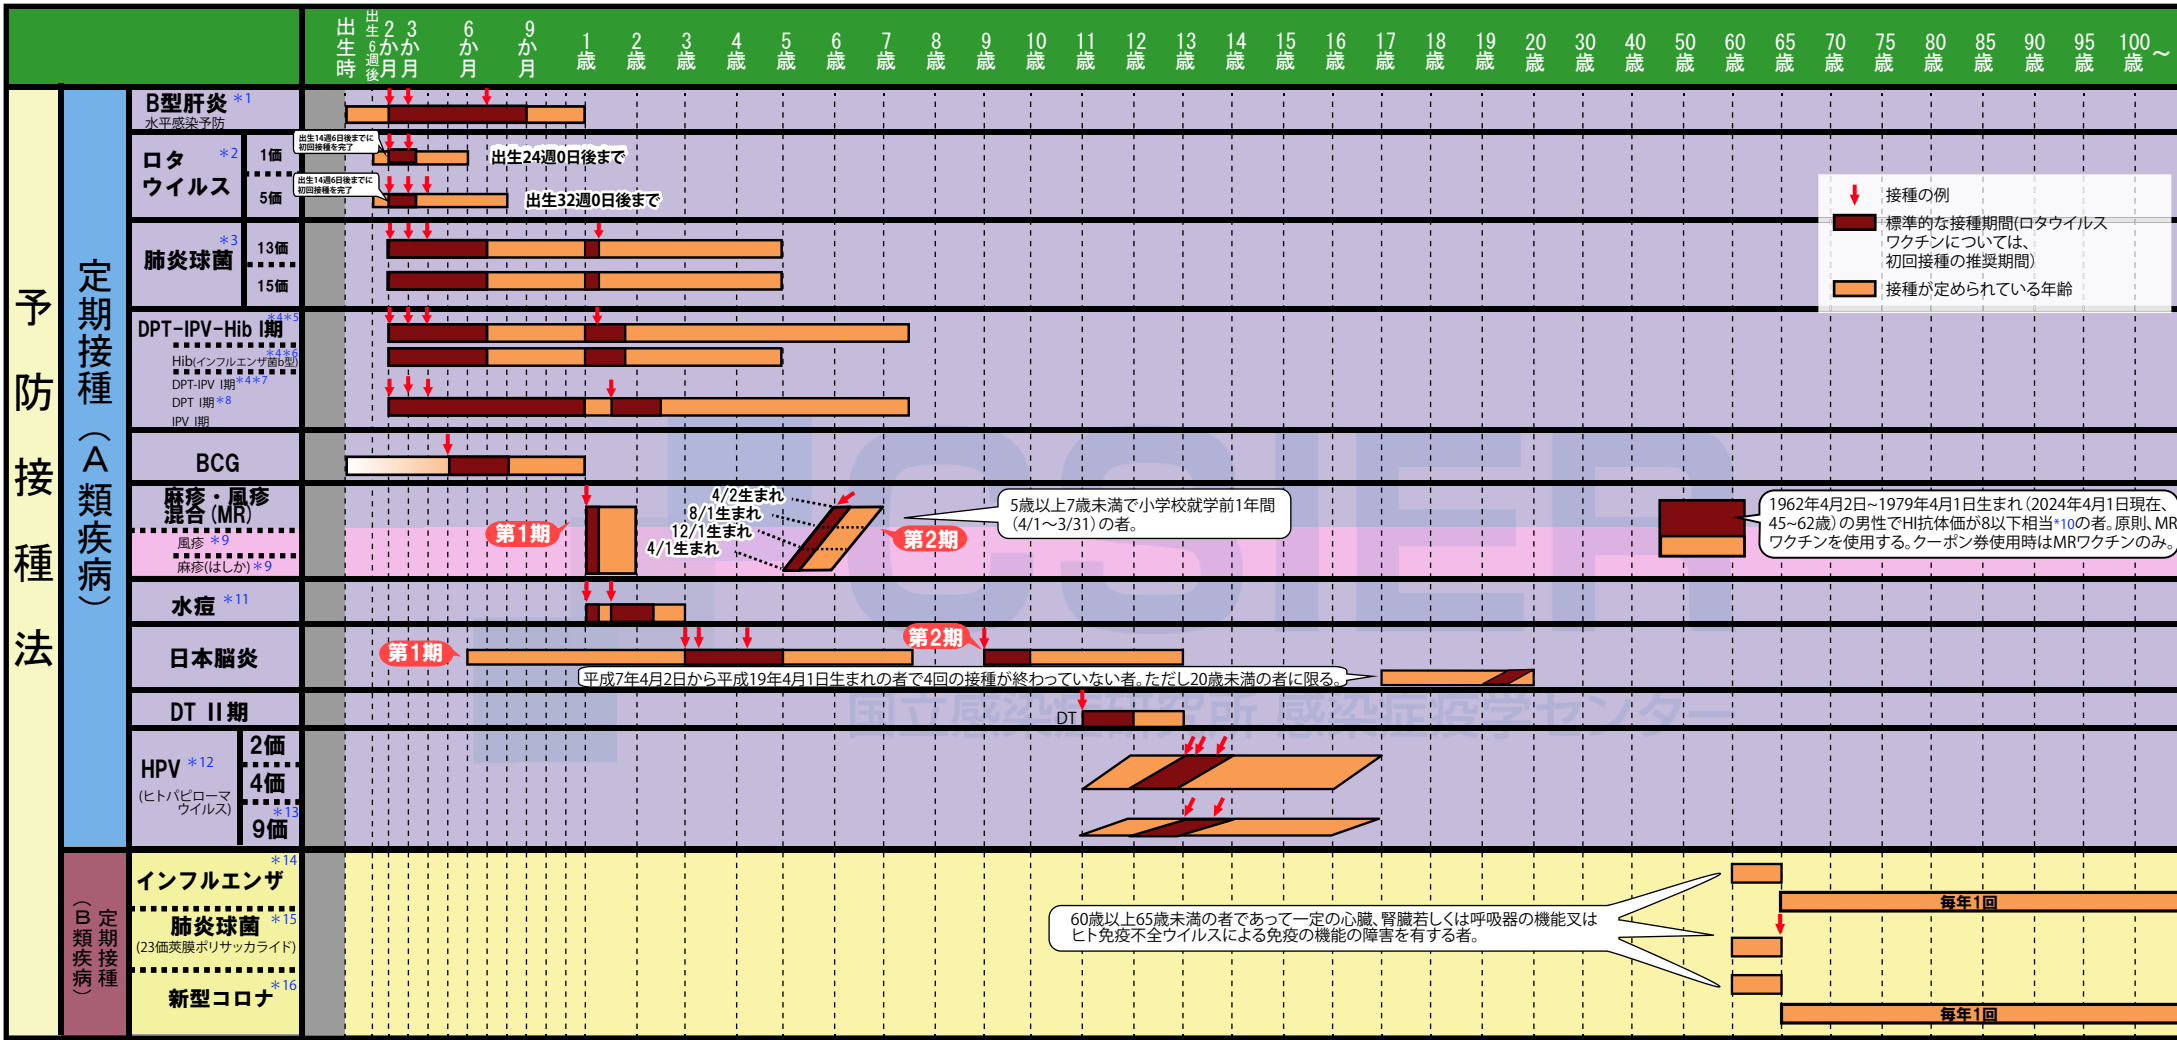 出生時
出生6週後
2か月
3か月
6か月
9か月
1歳
2歳
3歳
4歳
5歳
6歳
7歳
8歳
9歳
10歳
11歳
12歳
13歳
14歳
15歳
16歳
17歳
18歳
19歳
20歳
30歳
40歳
50歳
60歳
65歳
70歳
75歳
80歳
85歳
90歳
95歳
100歳～
予防接種法
定期接種(A類疾病)
B型肝炎 *1
水平感染予防
ロタウイルス *2
1価
出生14週6日後までに
初回接種を完了
出生24週0日後まで
5価
出生14週6日後までに
初回接種を完了
出生32週0日後まで
接種の例
標準的な接種期間(ロタウイルス
ワクチンについては、
初回接種の推奨期間)
接種が定められている年齢
肺炎球菌 *3
13価
15価
DPT-IPV-Hib I期 *4*5
Hib(インフルエンザ菌b型) *4*6
DPT-IPV I期 *4*7
DPT I期 *8
IPV I期
BCG
麻疹・風疹
混合(MR)
風疹 *9
麻疹(はしか) *9
第1期
4/2生まれ
8/1生まれ
12/1生まれ
4/1生まれ
第2期
5歳以上7歳未満で小学校就学前1年間
(4/1～3/31)の者。
1962年4月2日~1979年4月1日生まれ(2024年4月1日現在、
45~62歳)の男性でHI抗体価が8以下相当*10の者。原則、MR
ワクチンを使用する。クーポン券使用時はMRワクチンのみ。
水痘 *11
日本脳炎
第1期
第2期
平成7年4月2日から平成19年4月1日生まれの者で4回の接種が終わっていない者。ただし20歳未満の者に限る。
DT II期
DT
HPV *12
(ヒトパピローマ
ウイルス)
2価
4価
9価 *13
CSIER
国立感染症研究所 感染症疫学センター
定期接種
(B類疾病)
インフルエンザ *14
毎年1回
肺炎球菌 *15
(23価莢膜ポリサッカライド)
60歳以上65歳未満の者であって一定の心臓、腎臓若しくは呼吸器の機能又は
ヒト免疫不全ウイルスによる免疫の機能の障害を有する者。
新型コロナ *16
毎年1回